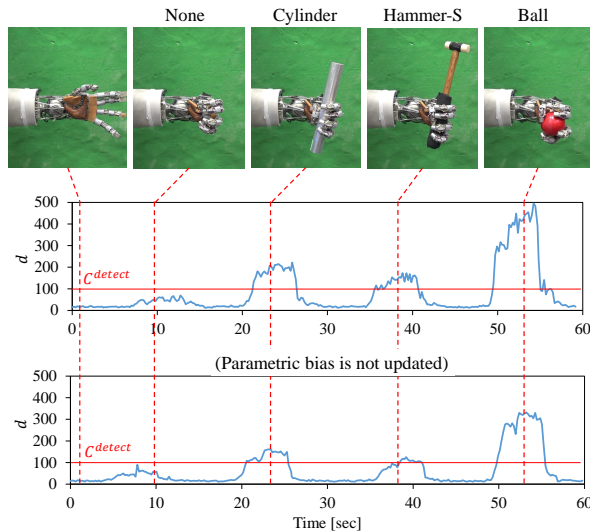 None Cylinder Hammer-S Ball
500
400
300
200
100
0
d
C^detect
0 10 20 30 40 50 60
(Parametric bias is not updated)
500
400
300
200
100
0
d
C^detect
0 10 20 30 40 50 60
Time [sec]